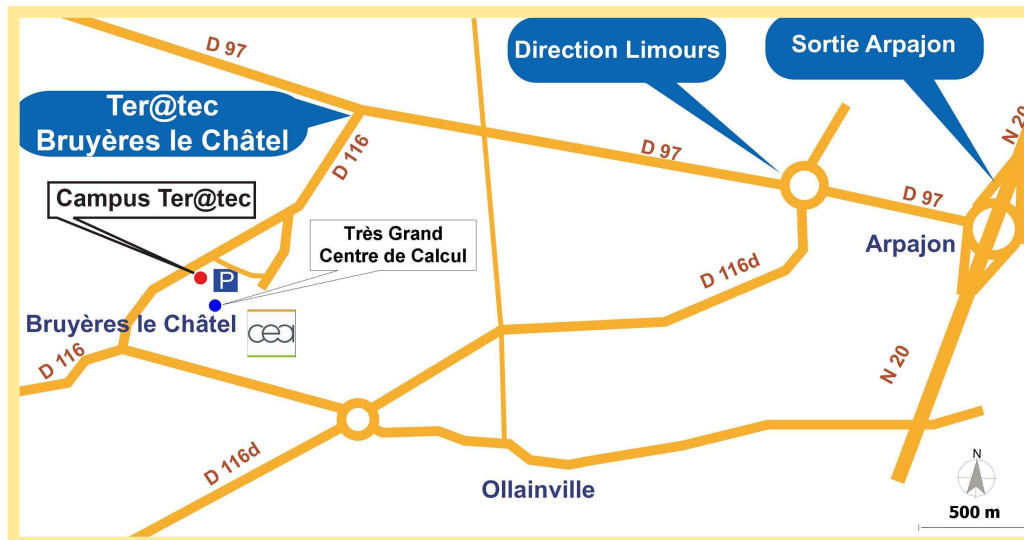 D 97
Direction Limours
Sortie Arpajon
Ter@tec
Bruyères le Châtel
D 116
D 97
N 20
Campus Ter@tec
D 97
Très Grand
Centre de Calcul
Arpajon
P
D 116d
Bruyères le Châtel
cea
D 116
N 20
D 116d
Ollainville
N
500 m